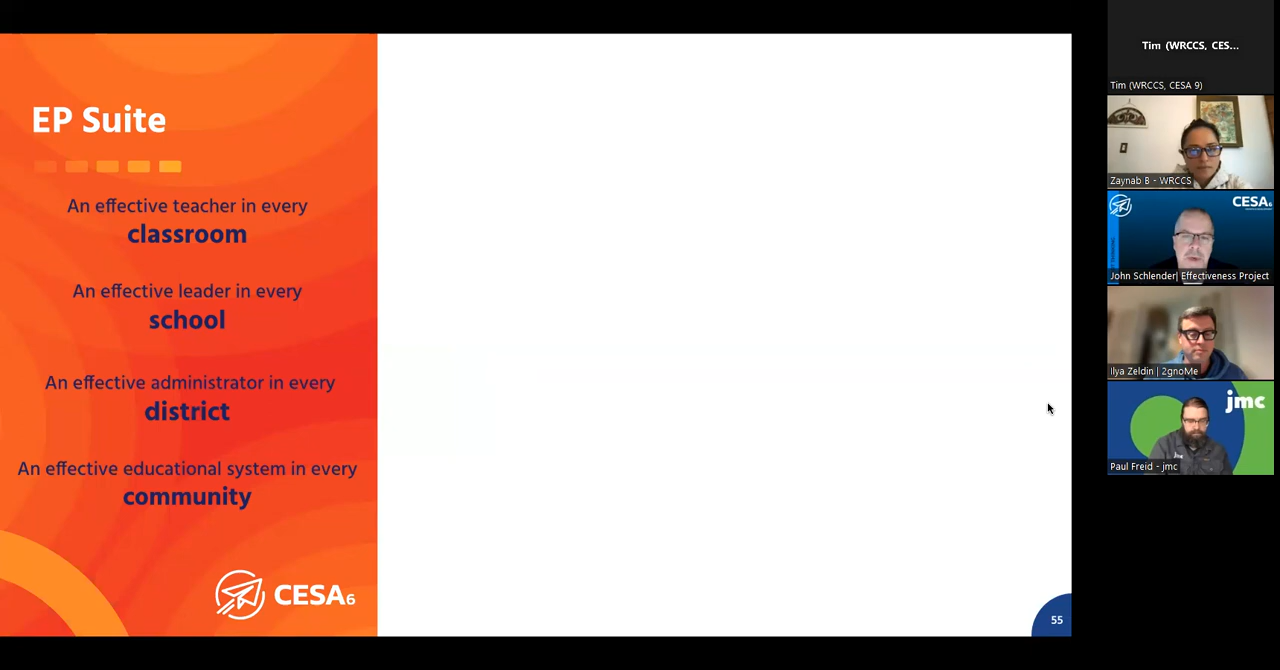 EP Suite
An effective teacher in every
classroom
An effective leader in every
school
An effective administrator in every
district
An effective educational system in every
community
CESA6
55
Tim (WRCCS, CES...
Tim (WRCCS, CESA 9)
Zaynab B - WRCCS
CESA6
John Schlender| Effectiveness Project
Ilya Zeldin | 2gnoMe
jmc
jmc
Paul Freid - jmc